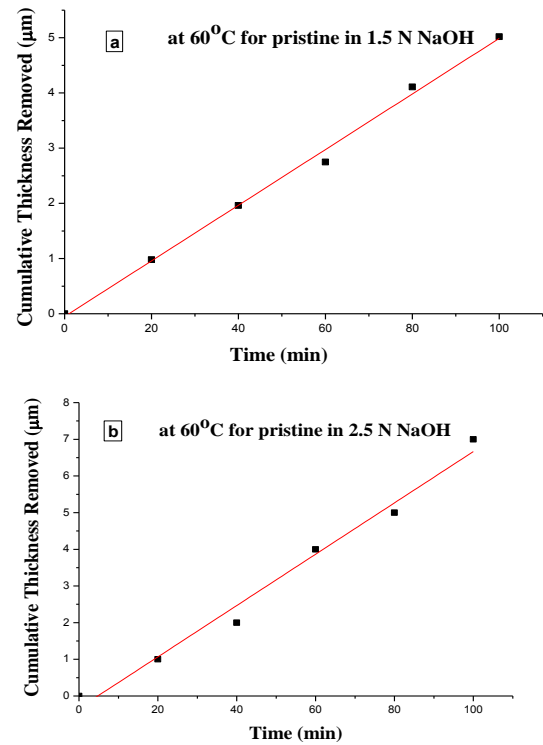 a
at 60°C for pristine in 1.5 N NaOH
Cumulative Thickness Removed (μm)
5
4
3
2
1
0
0 20 40 60 80 100
Time (min)
b
at 60°C for pristine in 2.5 N NaOH
Cumulative Thickness Removed (μm)
7
6
5
4
3
2
1
0
0 20 40 60 80 100
Time (min)